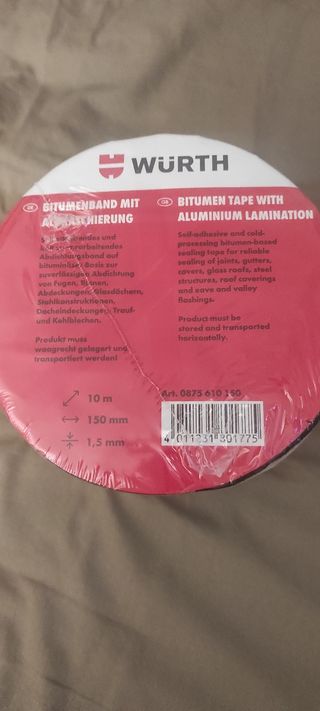 WÜRTH
DE BITUMENBAND MIT
ALUKASCHIERUNG
Selbstklebendes und
kaltverarbeitendes
Abdichtungsband auf
bituminöser Basis zur
zuverlässigen Abdichtung
von Fugen, Rinnen,
Abdeckungen, Glasdächern,
Stahlkonstruktionen,
Dacheindeckungen, Trauf-
und Kehlblechen.
Produkt muss
waagrecht gelagert und
transportiert werden!
GB BITUMEN TAPE WITH
ALUMINIUM LAMINATION
Self-adhesive and cold-
processing bitumen-based
sealing tape for reliable
sealing of joints, gutters,
covers, glass roofs, steel
structures, roof coverings
and eave and valley
flashings.
Product must be
stored and transported
horizontally.
10 m
150 mm
1,5 mm
Art. 0875 610 150
4 011231 301775